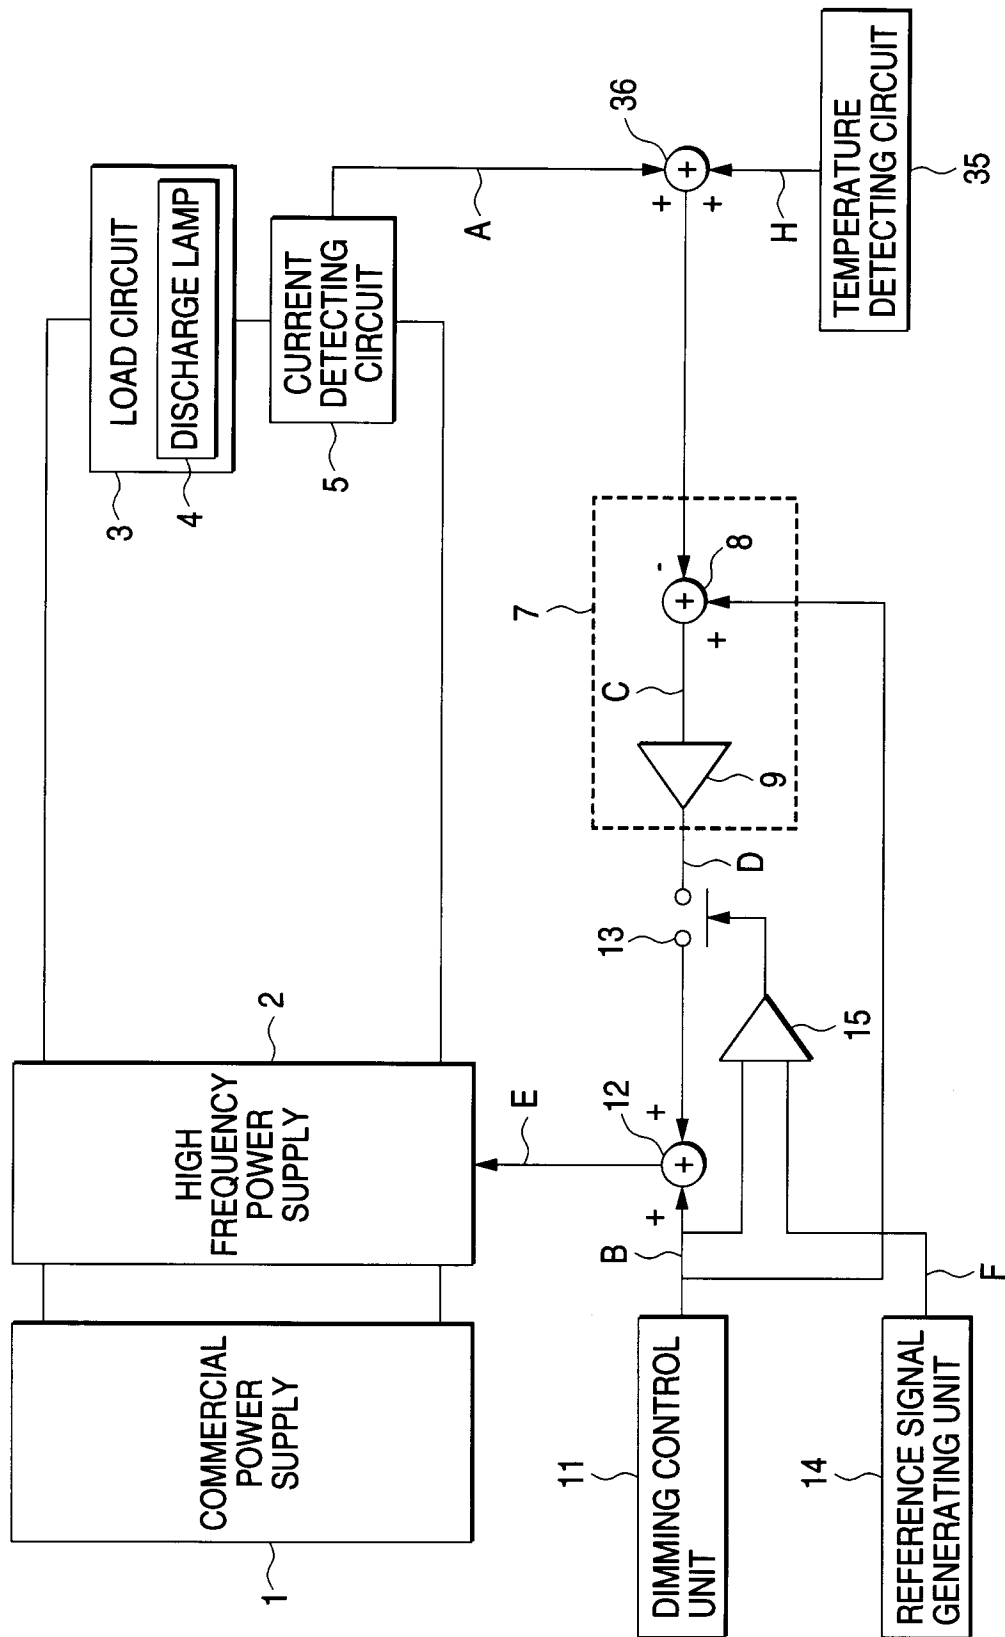 COMMERCIAL
POWER
SUPPLY
1
HIGH
FREQUENCY
POWER
SUPPLY
2
LOAD CIRCUIT
DISCHARGE LAMP
3
4
CURRENT
DETECTING
CIRCUIT
5
A
E
36
+
+
+
H
TEMPERATURE
DETECTING CIRCUIT
35
7
8
+
-
+
C
9
D
13
12
+
+
+
B
15
DIMMING CONTROL
UNIT
11
REFERENCE SIGNAL
GENERATING UNIT
14
F